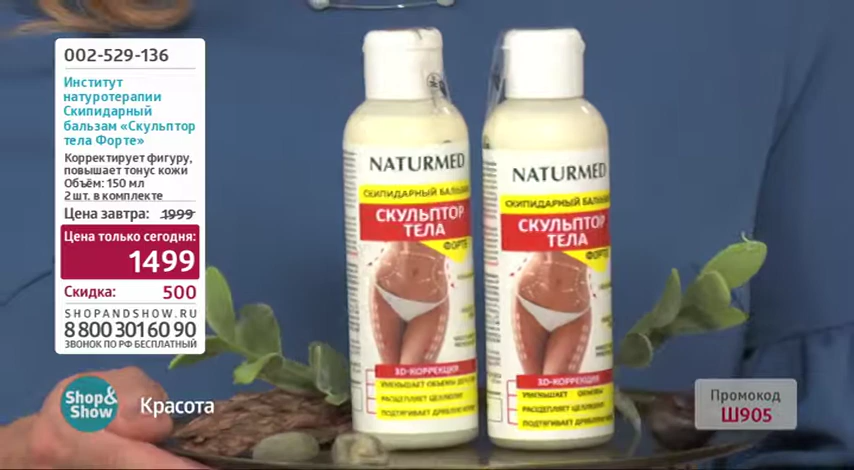 002-529-136
Институт
натуротерапии
Скипидарный
бальзам «Скульптор
тела Форте»
Корректирует фигуру,
повышает тонус кожи
Объём: 150 мл
2 шт. в комплекте
Цена завтра: 1999
Цена только сегодня:
1499
Скидка: 500
SHOPANDSHOW.RU
8 800 301 60 90
ЗВОНОК ПО РФ БЕСПЛАТНЫЙ
Shop&
Show
Красота
NATURMED
СКИПИДАРНЫЙ БАЛЬЗАМ
СКУЛЬПТОР
ТЕЛА
ФОРТЕ
3D-КОРРЕКЦИЯ
УМЕНЬШАЕТ ОБЪЕМЫ
РАСЩЕПЛЯЕТ ЦЕЛЛЮЛИТ
ПОДТЯГИВАЕТ ДРЯБЛУЮ
NATURMED
СКИПИДАРНЫЙ БАЛЬЗАМ
СКУЛЬПТОР
ТЕЛА
ФОРТЕ
3D-КОРРЕКЦИЯ
УМЕНЬШАЕТ ОБЪЕМЫ
РАСЩЕПЛЯЕТ ЦЕЛЛЮЛИТ
ПОДТЯГИВАЕТ ДРЯБЛУЮ
Промокод
Ш905